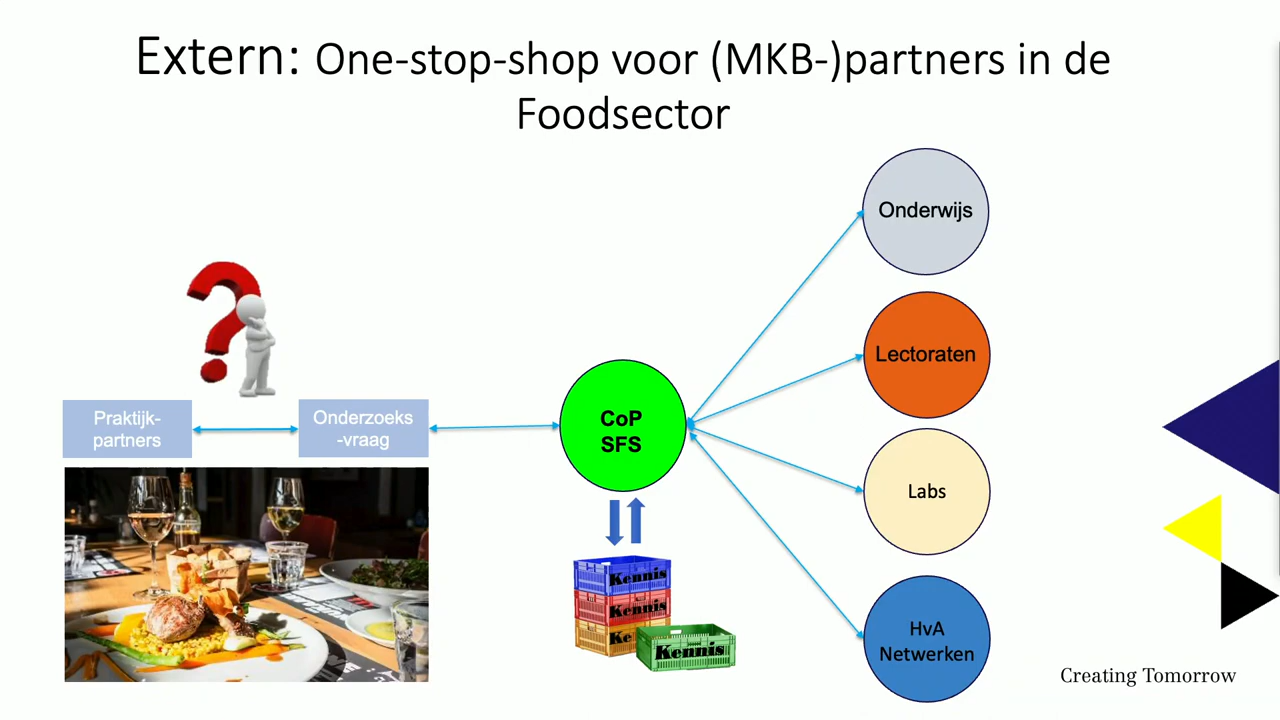 Extern: One-stop-shop voor (MKB-)partners in de
Foodsector
Onderwijs
Lectoraten
Praktijk-
partners
Onderzoeks
-vraag
CoP
SFS
Labs
Kennis
Kennis
Ke
Kennis
HvA
Netwerken
Creating Tomorrow